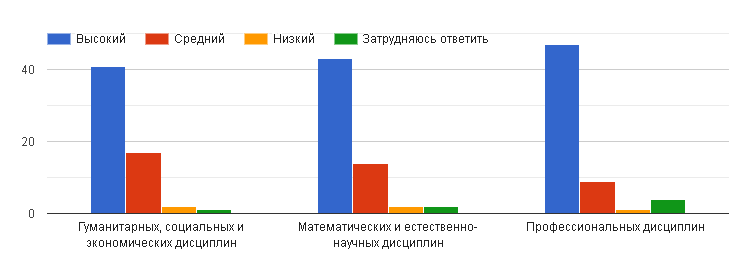 Высокий Средний Низкий Затрудняюсь ответить
40
20
0
Гуманитарных, социальных и
экономических дисциплин
Математических и естественно-
научных дисциплин
Профессиональных дисциплин